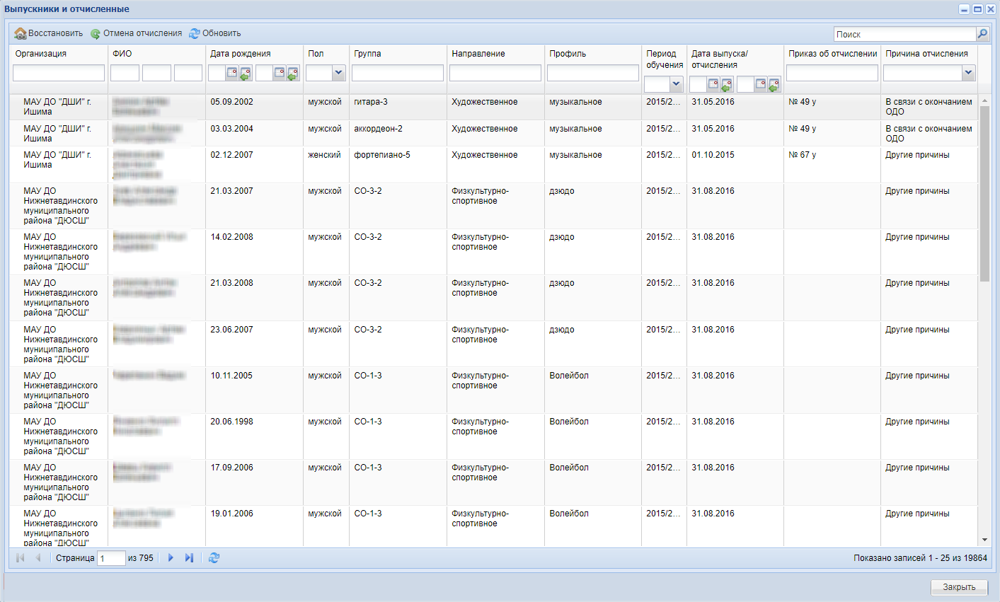 Выпускники и отчисленные
Восстановить Отмена отчисления Обновить Поиск
Организация ФИО Дата рождения Пол Группа Направление Профиль Период обучения Дата выпуска/отчисления Приказ об отчислении Причина отчисления
МАУ ДО "ДШИ" г. Ишима 05.09.2002 мужской гитара-3 Художественное музыкальное 2015/2... 31.05.2016 № 49 у В связи с окончанием ОДО
МАУ ДО "ДШИ" г. Ишима 03.03.2004 мужской аккордеон-2 Художественное музыкальное 2015/2... 31.05.2016 № 49 у В связи с окончанием ОДО
МАУ ДО "ДШИ" г. Ишима 02.12.2007 женский фортепиано-5 Художественное музыкальное 2015/2... 01.10.2015 № 67 у Другие причины
МАУ ДО Нижнетавдинского муниципального района "ДЮСШ" 21.03.2007 мужской СО-3-2 Физкультурно-спортивное дзюдо 2015/2... 31.08.2016 Другие причины
МАУ ДО Нижнетавдинского муниципального района "ДЮСШ" 14.02.2008 мужской СО-3-2 Физкультурно-спортивное дзюдо 2015/2... 31.08.2016 Другие причины
МАУ ДО Нижнетавдинского муниципального района "ДЮСШ" 21.03.2008 мужской СО-3-2 Физкультурно-спортивное дзюдо 2015/2... 31.08.2016 Другие причины
МАУ ДО Нижнетавдинского муниципального района "ДЮСШ" 23.06.2007 мужской СО-3-2 Физкультурно-спортивное дзюдо 2015/2... 31.08.2016 Другие причины
МАУ ДО Нижнетавдинского муниципального района "ДЮСШ" 10.11.2005 мужской СО-1-3 Физкультурно-спортивное Волейбол 2015/2... 31.08.2016 Другие причины
МАУ ДО Нижнетавдинского муниципального района "ДЮСШ" 20.06.1998 мужской СО-1-3 Физкультурно-спортивное Волейбол 2015/2... 31.08.2016 Другие причины
МАУ ДО Нижнетавдинского муниципального района "ДЮСШ" 17.09.2006 мужской СО-1-3 Физкультурно-спортивное Волейбол 2015/2... 31.08.2016 Другие причины
МАУ ДО Нижнетавдинского муниципального района "ДЮСШ" 19.01.2006 мужской СО-1-3 Физкультурно-спортивное Волейбол 2015/2... 31.08.2016 Другие причины
Страница 1 из 795 Показано записей 1 - 25 из 19864
Закрыть